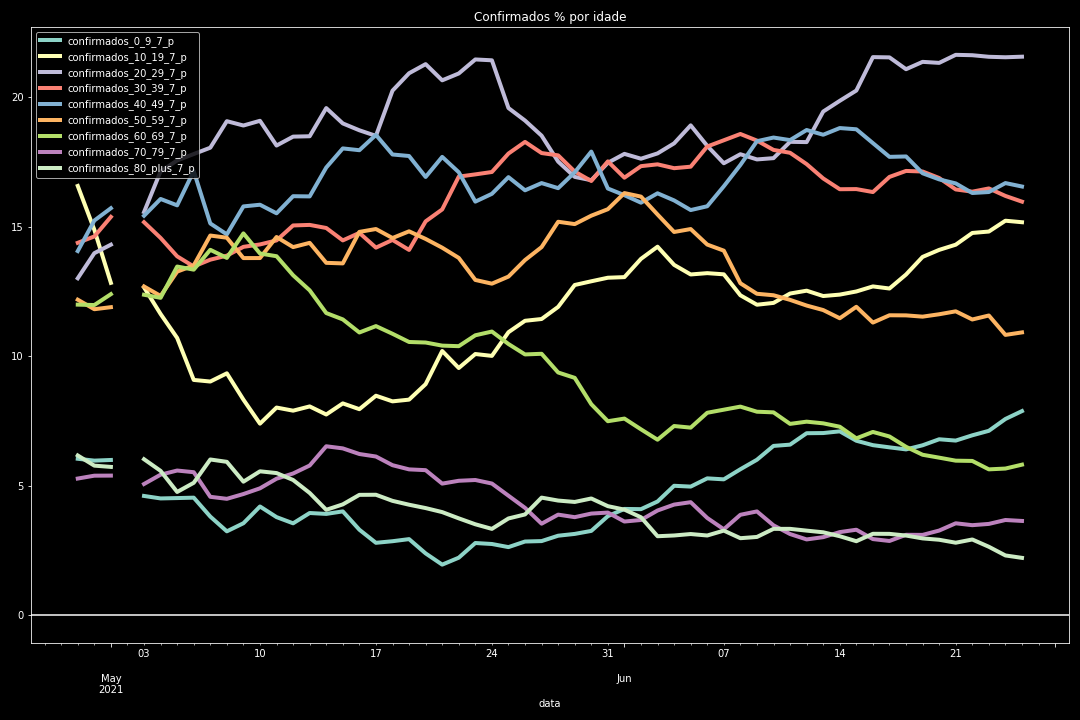 Confirmados % por idade
confirmados_0_9_7_p
confirmados_10_19_7_p
confirmados_20_29_7_p
confirmados_30_39_7_p
confirmados_40_49_7_p
confirmados_50_59_7_p
confirmados_60_69_7_p
confirmados_70_79_7_p
confirmados_80_plus_7_p
20
15
10
5
0
03 10 17 24 31 07 14 21
May Jun
2021
data